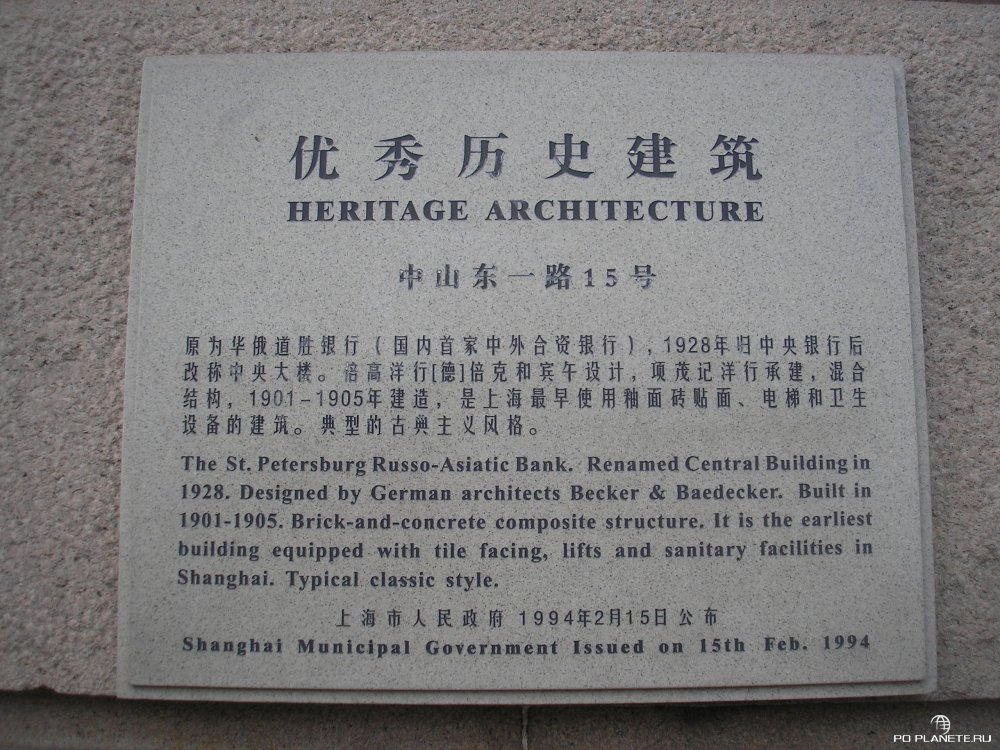 优秀历史建筑
HERITAGE ARCHITECTURE
中山东一路15号
原为华俄道胜银行（国内首家中外合资银行），1928年归中央银行后
改称中央大楼。倍高洋行[德]倍克和宾午设计，项茂记洋行承建，混合
结构，1901-1905年建造，是上海最早使用釉面砖贴面、电梯和卫生
设备的建筑。典型的古典主义风格。
The St. Petersburg Russo-Asiatic Bank. Renamed Central Building in
1928. Designed by German architects Becker & Baedecker. Built in
1901-1905. Brick-and-concrete composite structure. It is the earliest
building equipped with tile facing, lifts and sanitary facilities in
Shanghai. Typical classic style.
上海市人民政府 1994年2月15日公布
Shanghai Municipal Government Issued on 15th Feb. 1994
PO PLANETE.RU